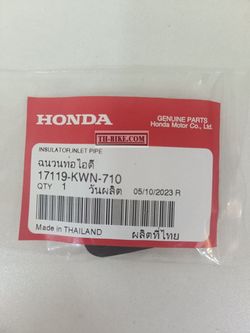 HONDA
GENUINE PARTS
Honda Motor Co., Ltd.
TH-BIKE.COM
INSULATOR,INLET PIPE
ฉนวนท่อไอดี
17119-KWN-710
QTY 1 วันผลิต 05/10/2023 R
Made in THAILAND ผลิตที่ไทย